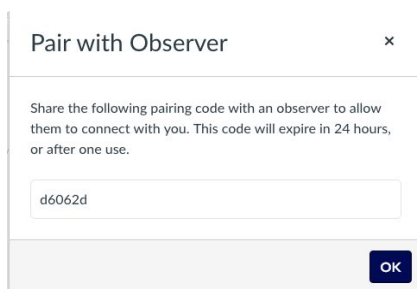 Pair with Observer ×
Share the following pairing code with an observer to allow
them to connect with you. This code will expire in 24 hours,
or after one use.
d6062d
OK